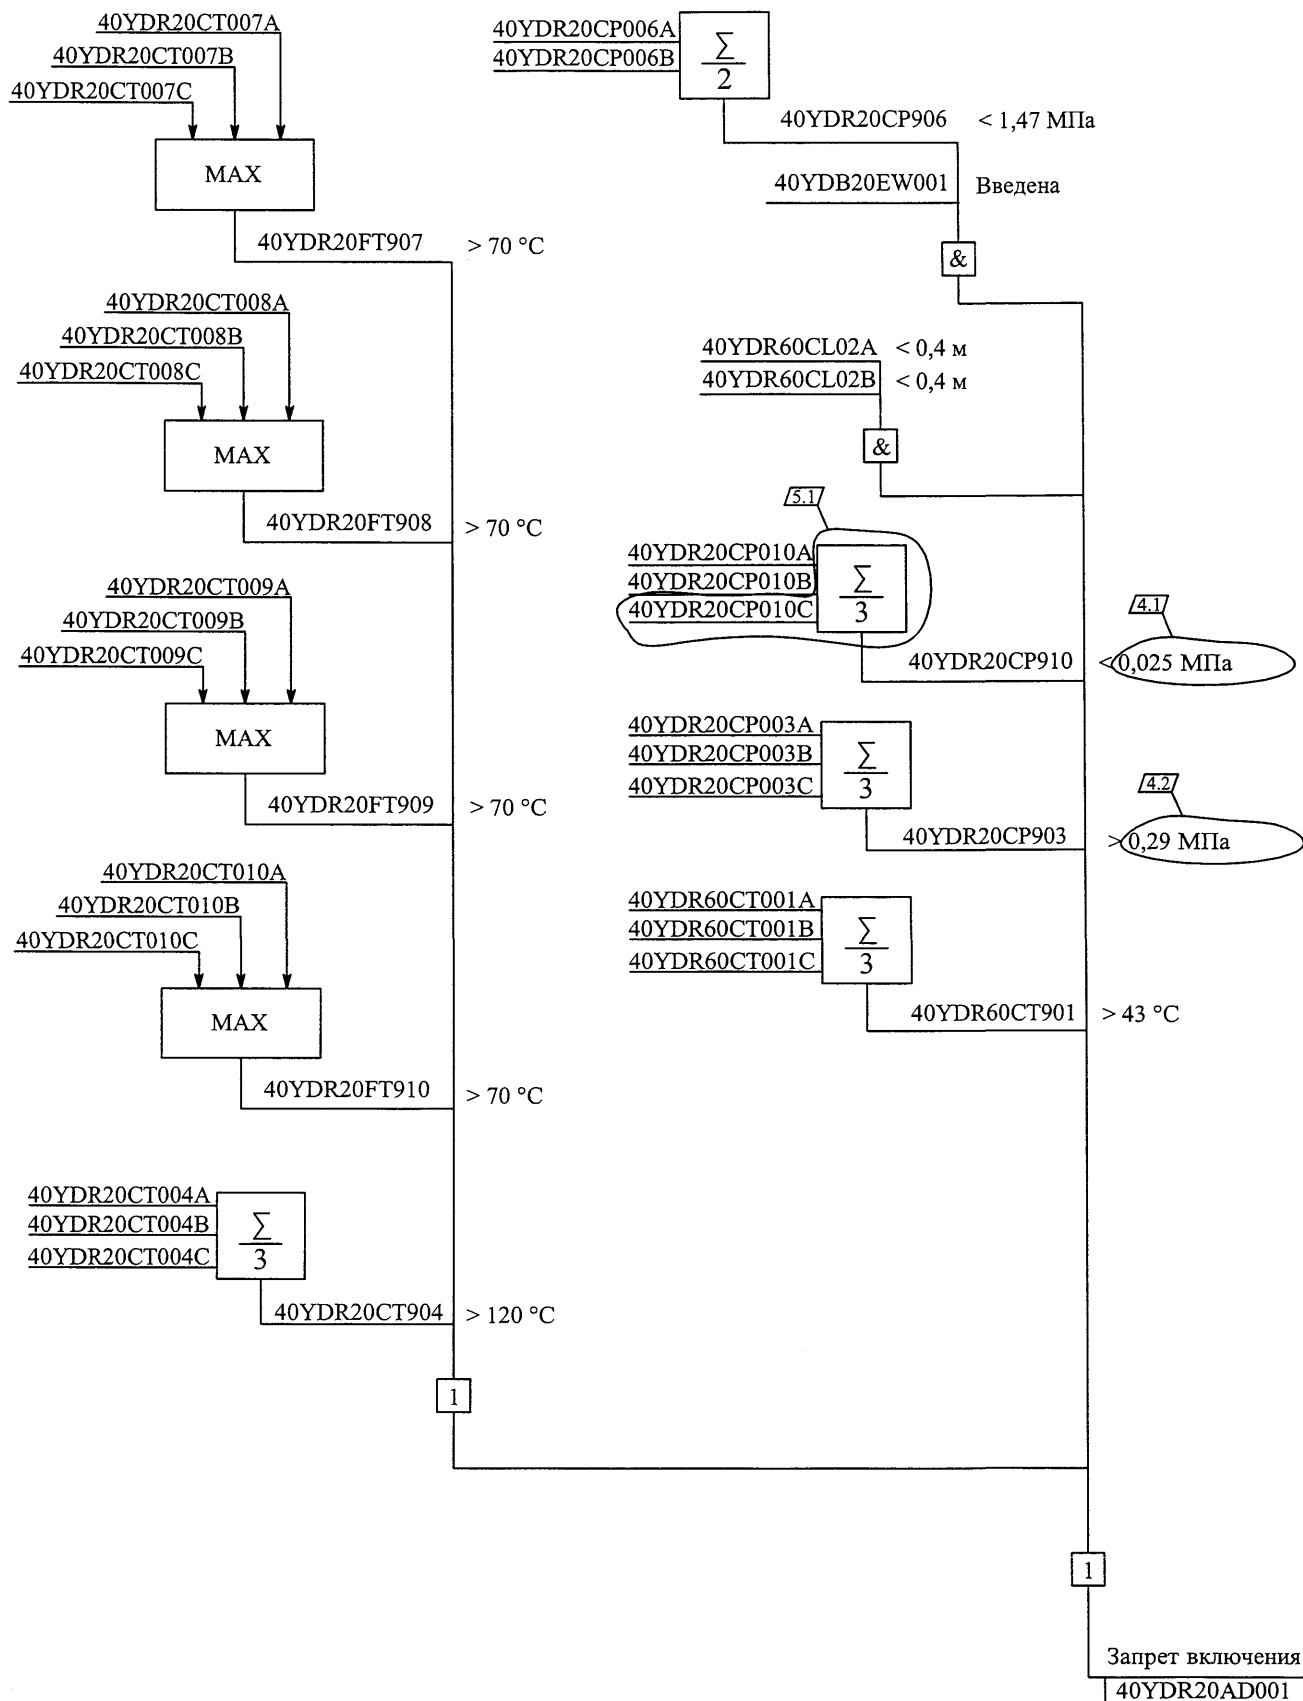 40YDR20CT007A
40YDR20CT007B
40YDR20CT007C
MAX
40YDR20FT907 > 70 °C
40YDR20CT008A
40YDR20CT008B
40YDR20CT008C
MAX
40YDR20FT908 > 70 °C
40YDR20CT009A
40YDR20CT009B
40YDR20CT009C
MAX
40YDR20FT909 > 70 °C
40YDR20CT010A
40YDR20CT010B
40YDR20CT010C
MAX
40YDR20FT910 > 70 °C
40YDR20CT004A
40YDR20CT004B
40YDR20CT004C
Σ
3
40YDR20CT904 > 120 °C
1
40YDR20CP006A
40YDR20CP006B
Σ
2
40YDR20CP906 < 1,47 МПа
40YDB20EW001 Введена
&
40YDR60CL02A < 0,4 м
40YDR60CL02B < 0,4 м
&
5.1
40YDR20CP010A
40YDR20CP010B
40YDR20CP010C
Σ
3
4.1
40YDR20CP910 < 0,025 МПа
40YDR20CP003A
40YDR20CP003B
40YDR20CP003C
Σ
3
4.2
40YDR20CP903 > 0,29 МПа
40YDR60CT001A
40YDR60CT001B
40YDR60CT001C
Σ
3
40YDR60CT901 > 43 °C
1
Запрет включения
40YDR20AD001